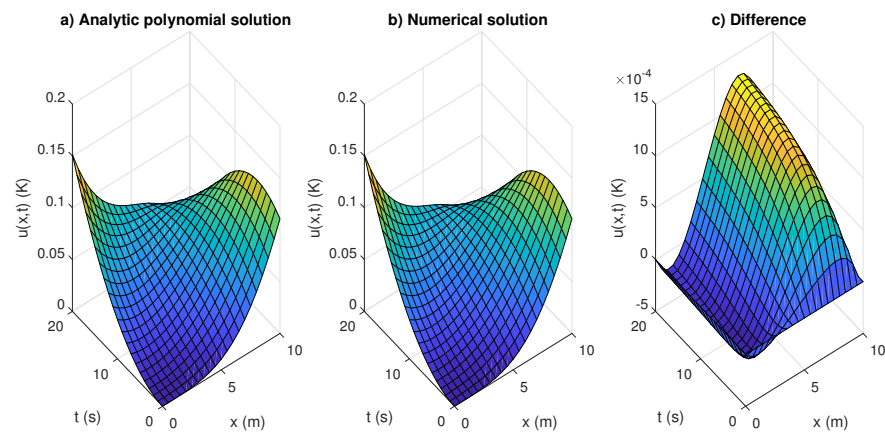 a) Analytic polynomial solution
0.2
0.15
0.1
0.05
0
u(x,t) (K)
20
10
0
t (s)
0
5
10
x (m)
b) Numerical solution
0.2
0.15
0.1
0.05
0
u(x,t) (K)
20
10
0
t (s)
0
5
10
x (m)
c) Difference
×10⁻⁴
15
10
5
0
-5
u(x,t) (K)
20
10
0
t (s)
0
5
10
x (m)